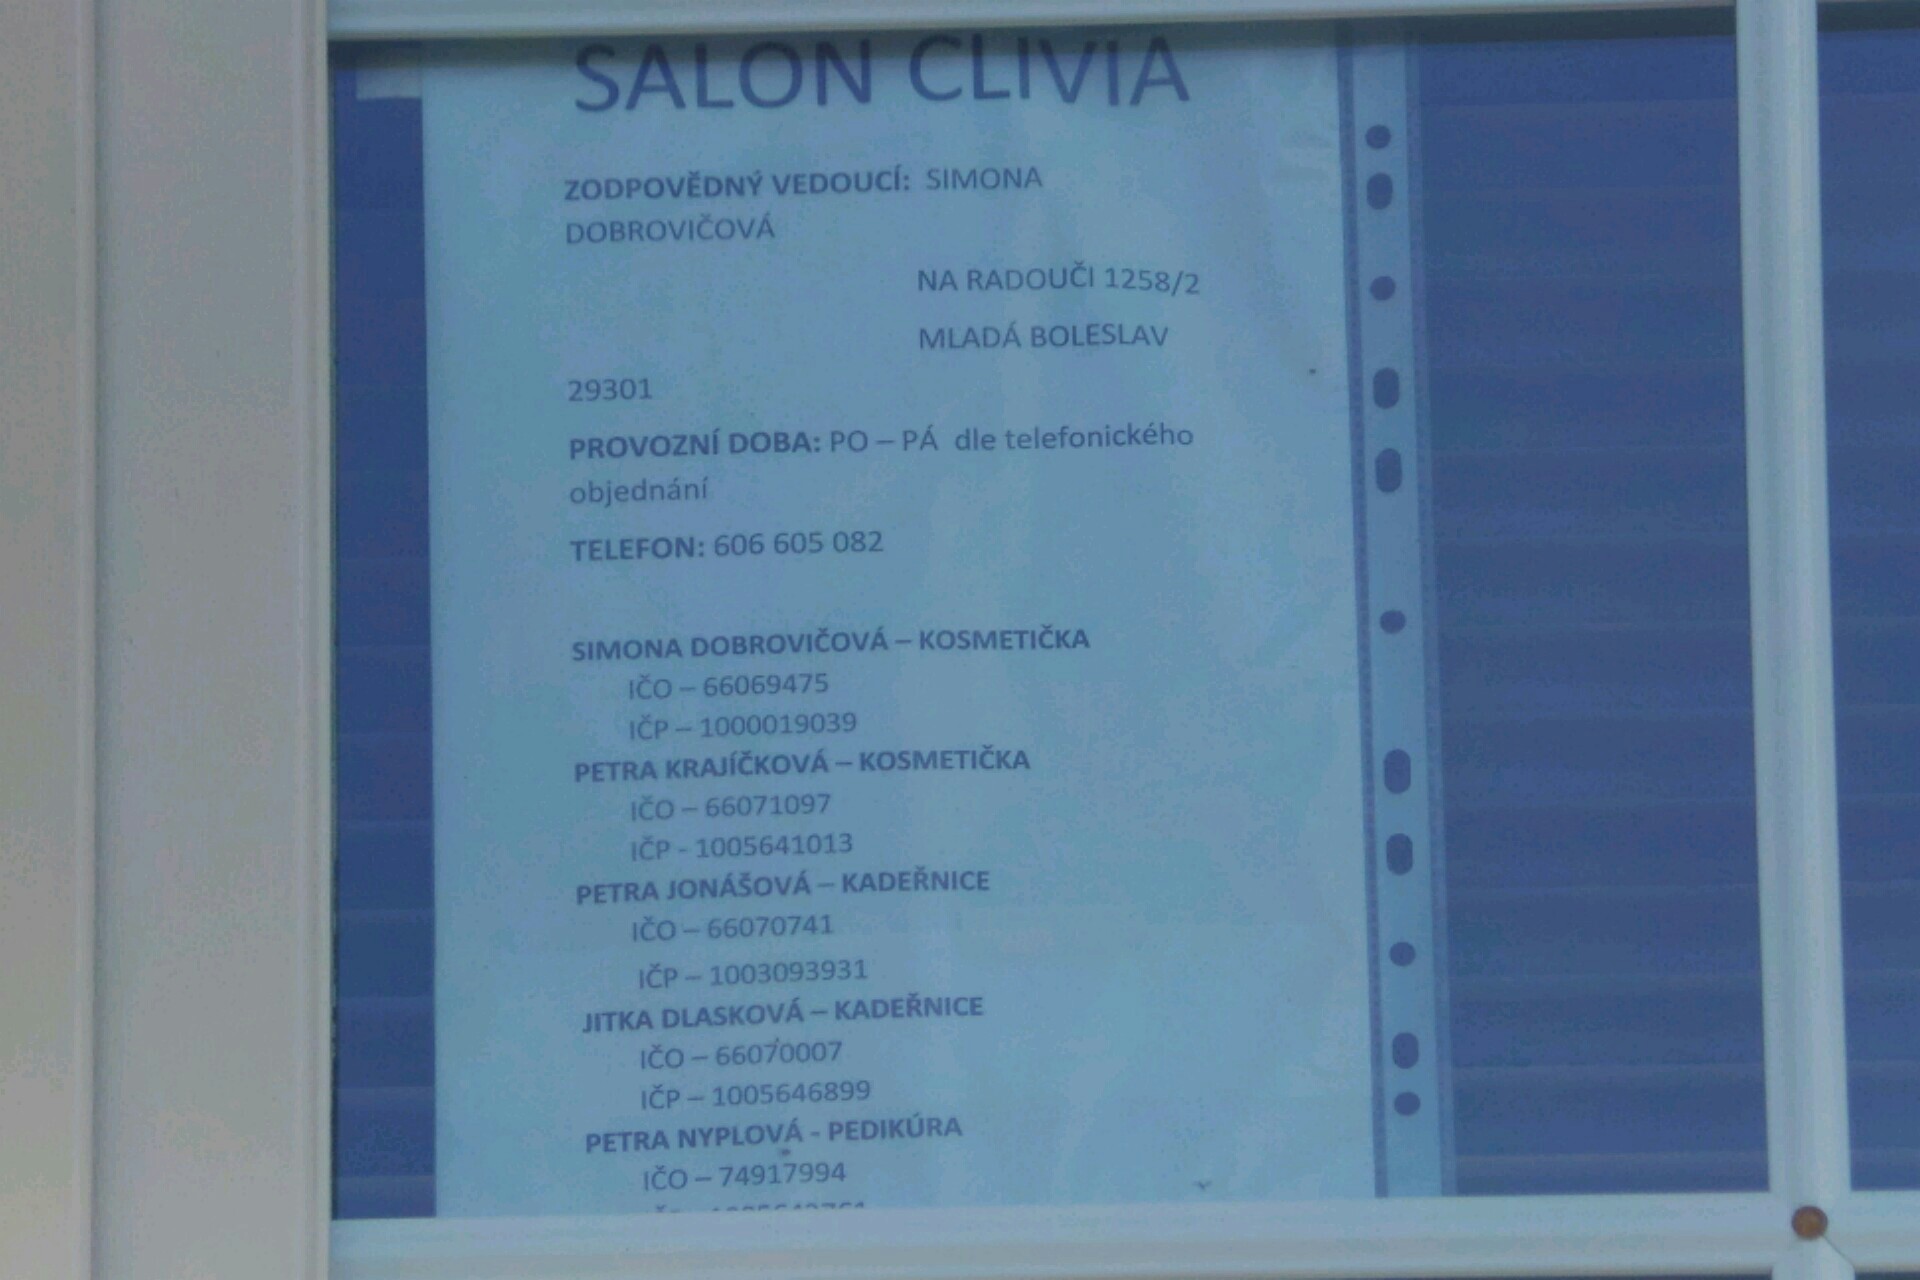 SALON CLIVIA
ZODPOVĚDNÝ VEDOUCÍ: SIMONA
DOBROVIČOVÁ
NA RADOUČI 1258/2
MLADÁ BOLESLAV
29301
PROVOZNÍ DOBA: PO – PÁ dle telefonického
objednání
TELEFON: 606 605 082
SIMONA DOBROVIČOVÁ – KOSMETIČKA
IČO – 66069475
IČP – 1000019039
PETRA KRAJÍČKOVÁ – KOSMETIČKA
IČO – 66071097
IČP - 1005641013
PETRA JONÁŠOVÁ – KADEŘNICE
IČO – 66070741
IČP – 1003093931
JITKA DLASKOVÁ – KADEŘNICE
IČO – 66070007
IČP – 1005646899
PETRA NYPLOVÁ - PEDIKÚRA
IČO – 74917994